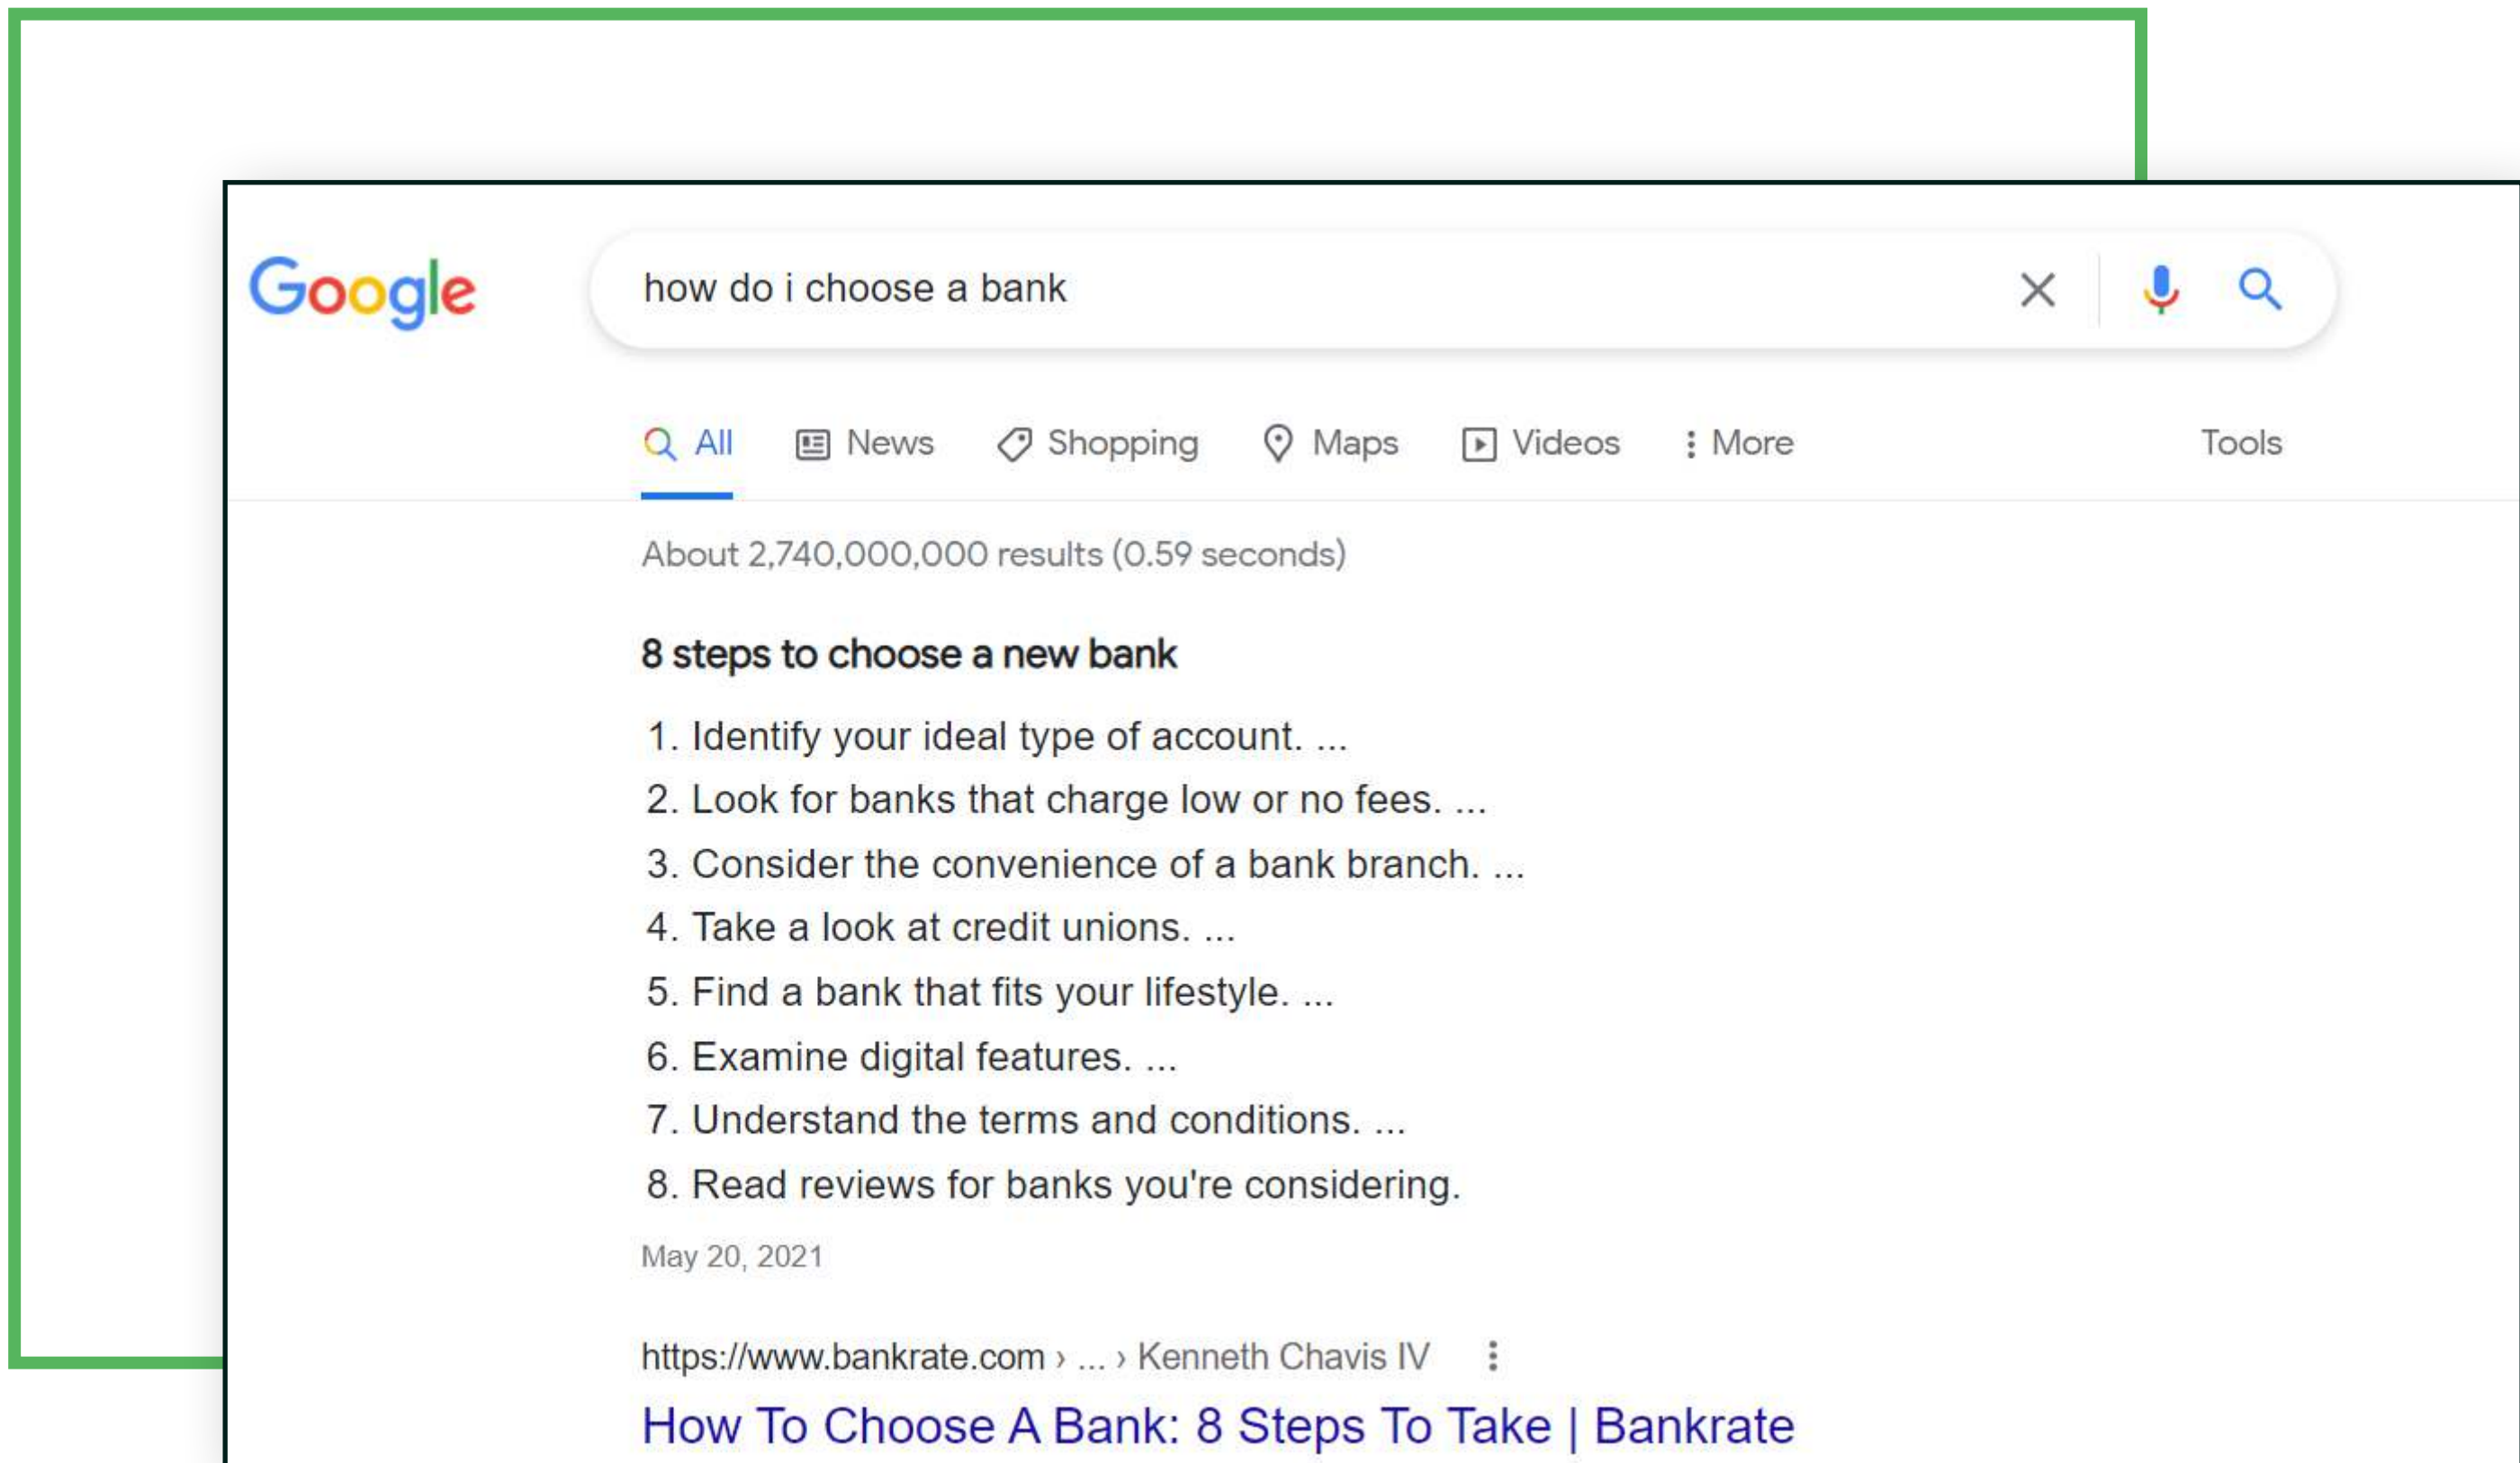 Google
how do i choose a bank
All News Shopping Maps Videos More Tools
About 2,740,000,000 results (0.59 seconds)
8 steps to choose a new bank
1. Identify your ideal type of account. ...
2. Look for banks that charge low or no fees. ...
3. Consider the convenience of a bank branch. ...
4. Take a look at credit unions. ...
5. Find a bank that fits your lifestyle. ...
6. Examine digital features. ...
7. Understand the terms and conditions. ...
8. Read reviews for banks you're considering.
May 20, 2021
https://www.bankrate.com › ... › Kenneth Chavis IV
How To Choose A Bank: 8 Steps To Take | Bankrate